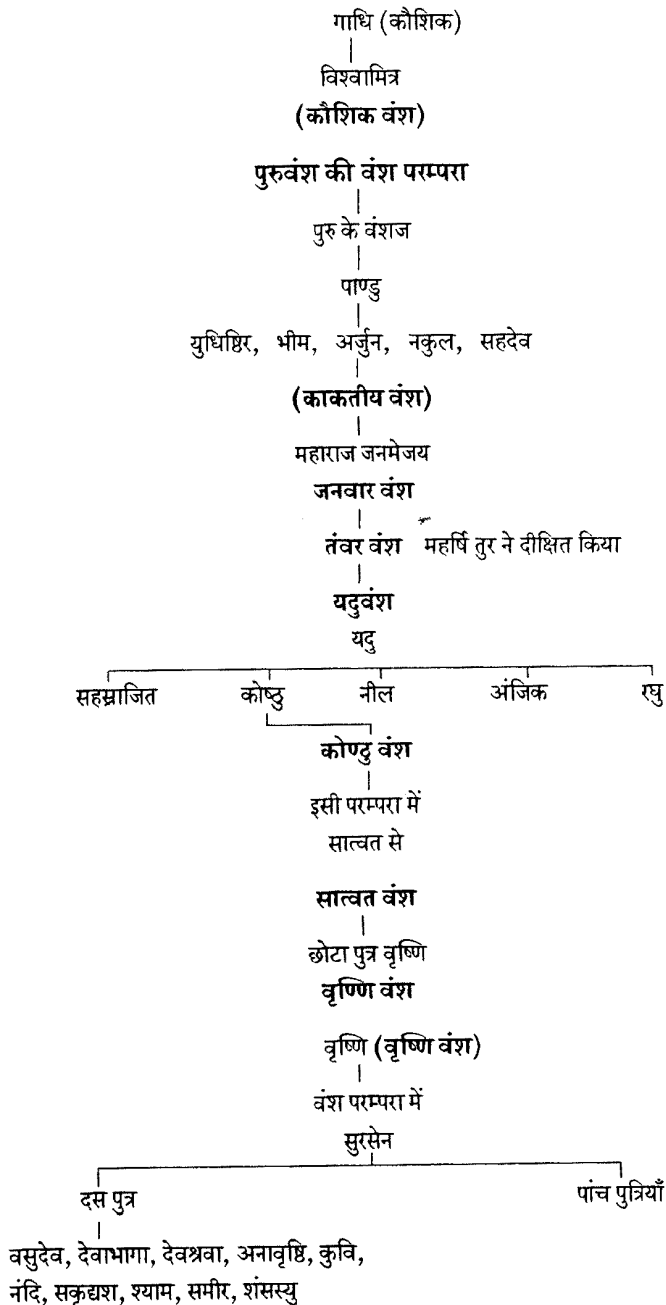 गाधि (कौशिक)
विश्वामित्र
(कौशिक वंश)
पुरुवंश की वंश परम्परा
पुरु के वंशज
पाण्डु
युधिष्ठिर, भीम, अर्जुन, नकुल, सहदेव
(काकतीय वंश)
महाराज जनमेजय
जनवार वंश
तंवर वंश महर्षि तुर ने दीक्षित किया
यदुवंश
यदु
सहस्राजित कोष्ठु नील अंजिक रघु
कोण्टु वंश
इसी परम्परा में
सात्वत से
सात्वत वंश
छोटा पुत्र वृष्णि
वृण्णि वंश
वृष्णि (वृष्णि वंश)
वंश परम्परा में
सुरसेन
दस पुत्र पांच पुत्रियाँ
वसुदेव, देवाभागा, देवश्रवा, अनावृष्ठि, कुवि,
नंदि, सकृद्यश, श्याम, समीर, शंसस्यु